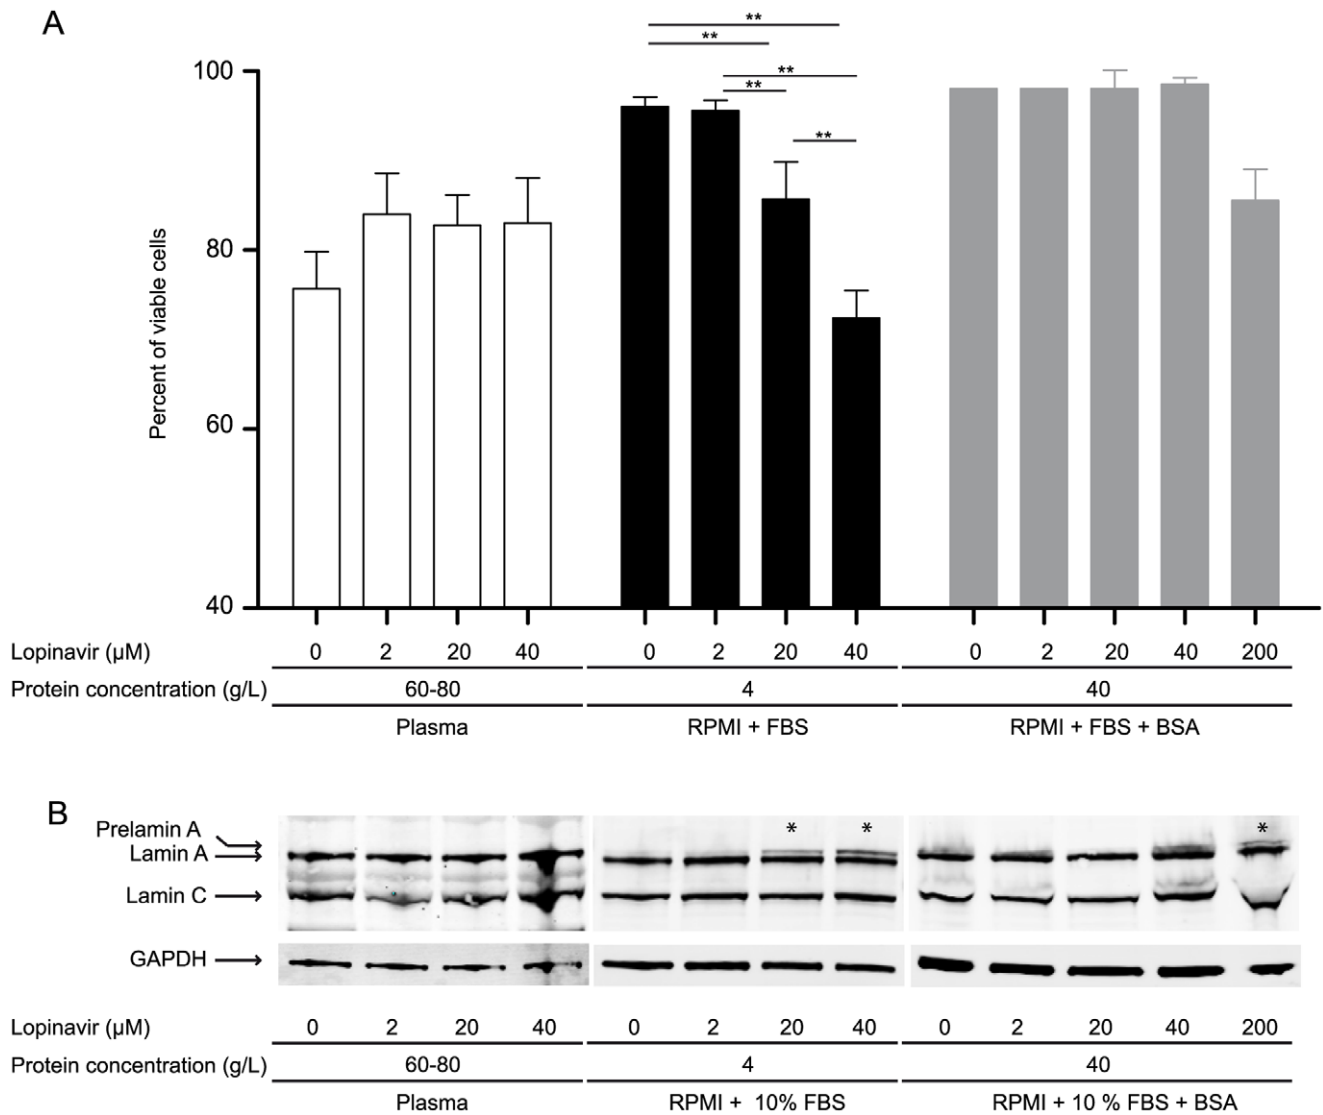 A
**
**
**
**
**
100
80
60
40
Percent of viable cells
Lopinavir (µM) 0 2 20 40 0 2 20 40 0 2 20 40 200
Protein concentration (g/L) 60-80 4 40
Plasma RPMI + FBS RPMI + FBS + BSA
B
Prelamin A * * *
Lamin A
Lamin C
GAPDH
Lopinavir (µM) 0 2 20 40 0 2 20 40 0 2 20 40 200
Protein concentration (g/L) 60-80 4 40
Plasma RPMI + 10% FBS RPMI + 10 % FBS + BSA